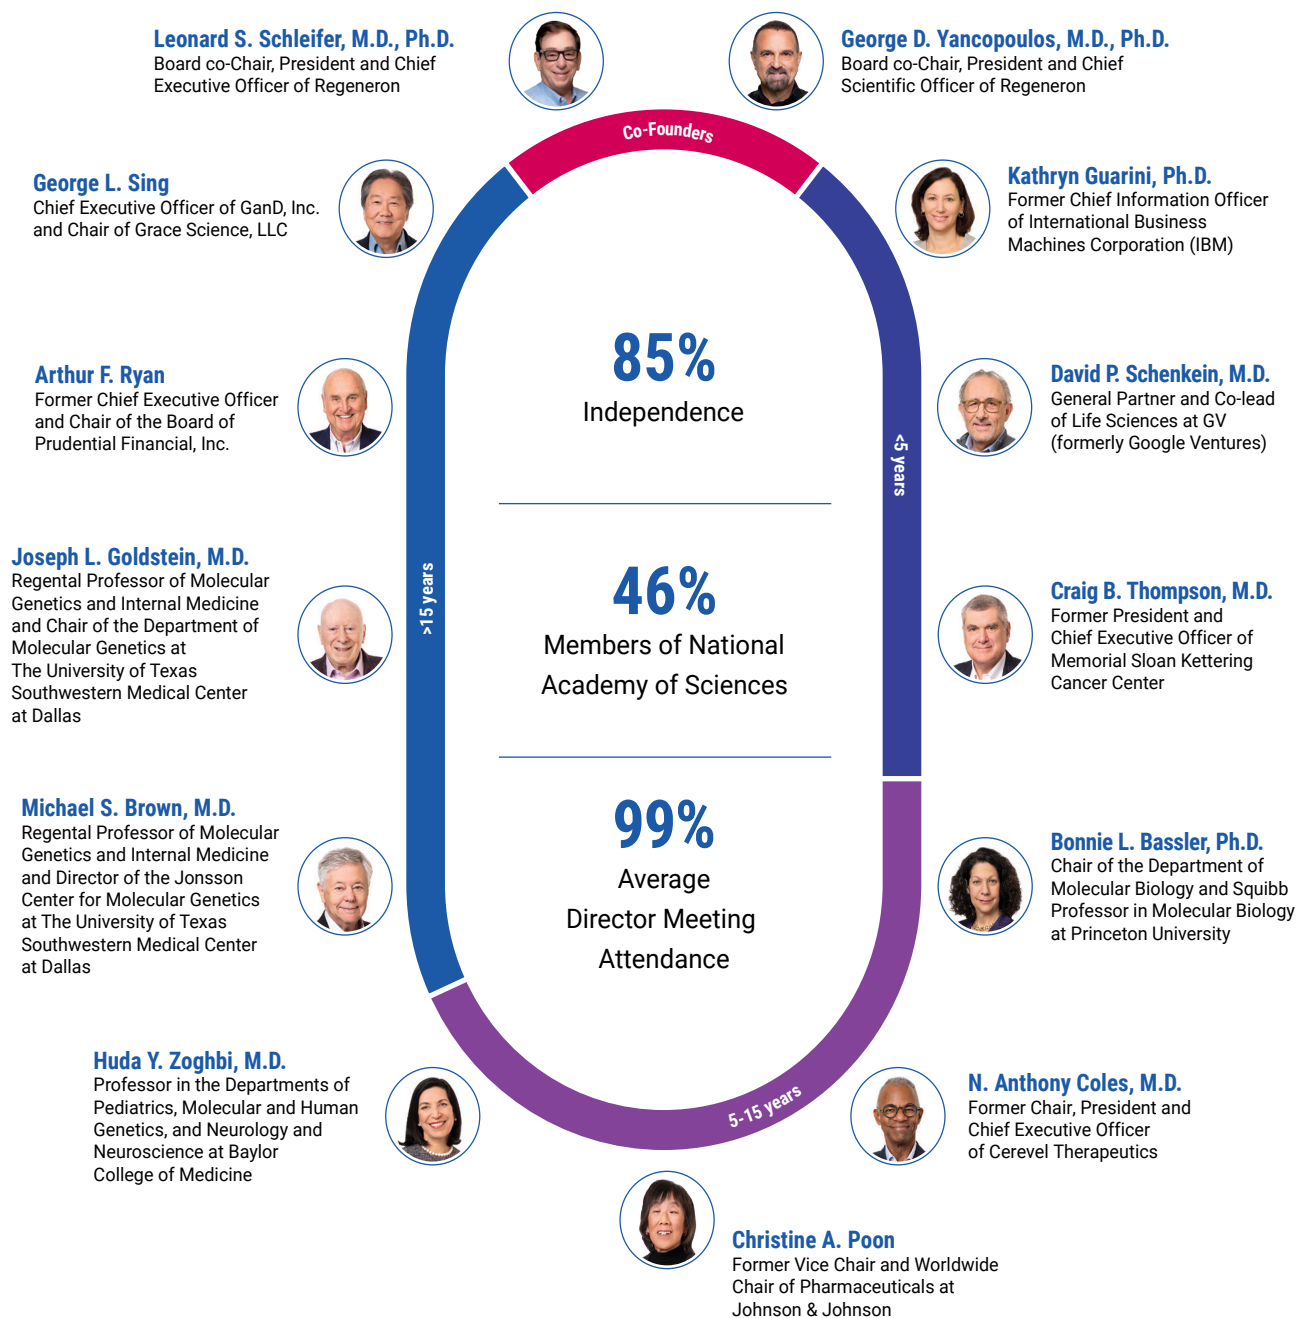 Leonard S. Schleifer, M.D., Ph.D.
Board co-Chair, President and Chief
Executive Officer of Regeneron
George D. Yancopoulos, M.D., Ph.D.
Board co-Chair, President and Chief
Scientific Officer of Regeneron
Co-Founders
George L. Sing
Chief Executive Officer of GanD, Inc.
and Chair of Grace Science, LLC
Kathryn Guarini, Ph.D.
Former Chief Information Officer
of International Business
Machines Corporation (IBM)
Arthur F. Ryan
Former Chief Executive Officer
and Chair of the Board of
Prudential Financial, Inc.
85%
Independence
David P. Schenkein, M.D.
General Partner and Co-lead
of Life Sciences at GV
(formerly Google Ventures)
<5 years
Joseph L. Goldstein, M.D.
Regental Professor of Molecular
Genetics and Internal Medicine
and Chair of the Department of
Molecular Genetics at
The University of Texas
Southwestern Medical Center
at Dallas
>15 years
46%
Members of National
Academy of Sciences
Craig B. Thompson, M.D.
Former President and
Chief Executive Officer of
Memorial Sloan Kettering
Cancer Center
Michael S. Brown, M.D.
Regental Professor of Molecular
Genetics and Internal Medicine
and Director of the Jonsson
Center for Molecular Genetics
at The University of Texas
Southwestern Medical Center
at Dallas
99%
Average
Director Meeting
Attendance
Bonnie L. Bassler, Ph.D.
Chair of the Department of
Molecular Biology and Squibb
Professor in Molecular Biology
at Princeton University
Huda Y. Zoghbi, M.D.
Professor in the Departments of
Pediatrics, Molecular and Human
Genetics, and Neurology and
Neuroscience at Baylor
College of Medicine
5-15 years
N. Anthony Coles, M.D.
Former Chair, President and
Chief Executive Officer
of Cerevel Therapeutics
Christine A. Poon
Former Vice Chair and Worldwide
Chair of Pharmaceuticals at
Johnson & Johnson